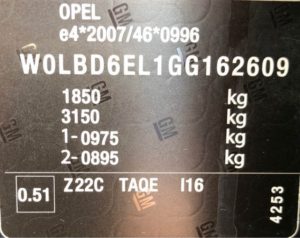 OPEL
e4*2007/46*0996
W0LBD6EL1GG162609
1850 kg
3150 kg
1-0975 kg
2-0895 kg
0.51 Z22C TAQE I16
4253
GM